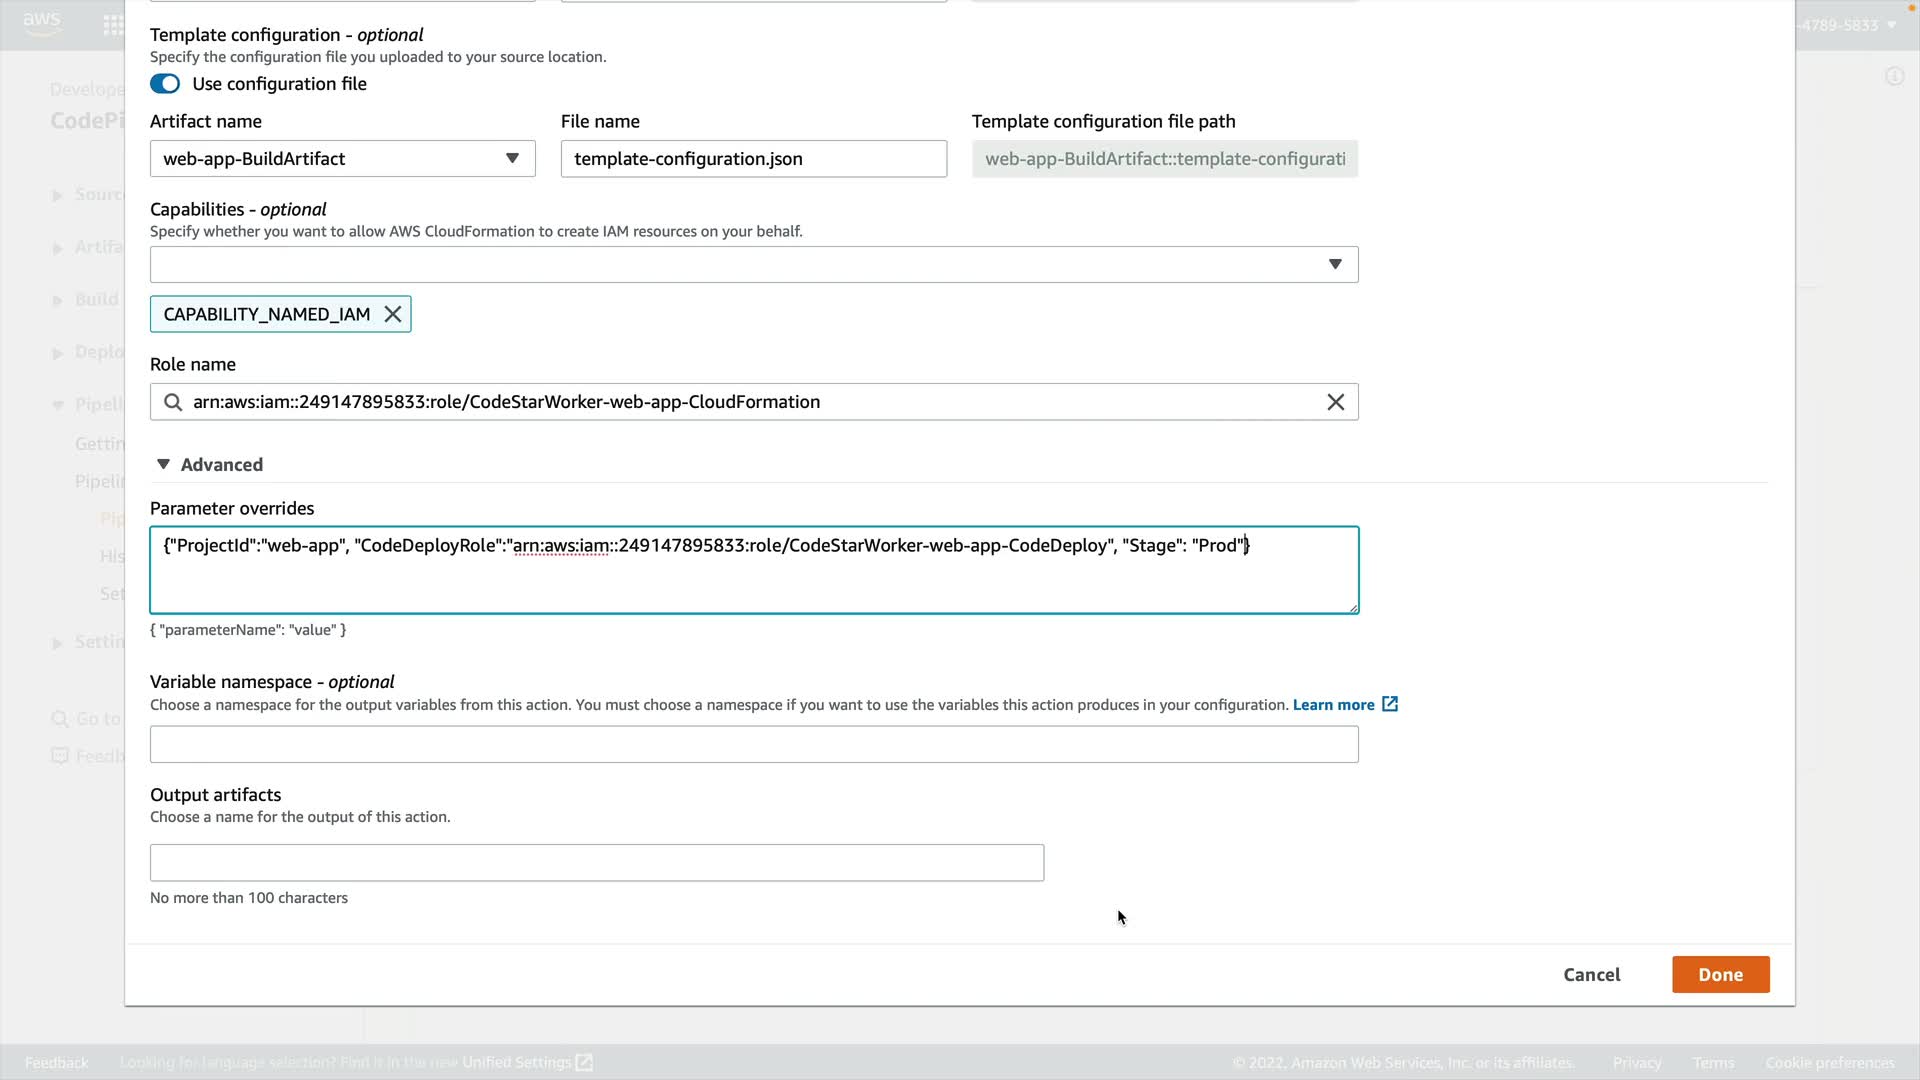 aws
-4789-5833
Template configuration - optional
Specify the configuration file you uploaded to your source location.
Use configuration file
Artifact name
File name
Template configuration file path
web-app-BuildArtifact
template-configuration.json
web-app-BuildArtifact::template-configurati
Capabilities - optional
Specify whether you want to allow AWS CloudFormation to create IAM resources on your behalf.
CAPABILITY_NAMED_IAM
Role name
arn:aws:iam::249147895833:role/CodeStarWorker-web-app-CloudFormation
Advanced
Parameter overrides
{"ProjectId":"web-app", "CodeDeployRole":"arn:aws:iam::249147895833:role/CodeStarWorker-web-app-CodeDeploy", "Stage": "Prod"}
{ "parameterName": "value" }
Variable namespace - optional
Choose a namespace for the output variables from this action. You must choose a namespace if you want to use the variables this action produces in your configuration. Learn more
Output artifacts
Choose a name for the output of this action.
No more than 100 characters
Cancel
Done
Develope
CodePi
Sourc
Artifa
Build
Deplo
Pipeli
Gettin
Pipelin
Pip
His
Set
Settin
Go to
Feedb
Feedback
Looking for language selection? Find it in the new Unified Settings
© 2022, Amazon Web Services, Inc. or its affiliates.
Privacy
Terms
Cookie preferences